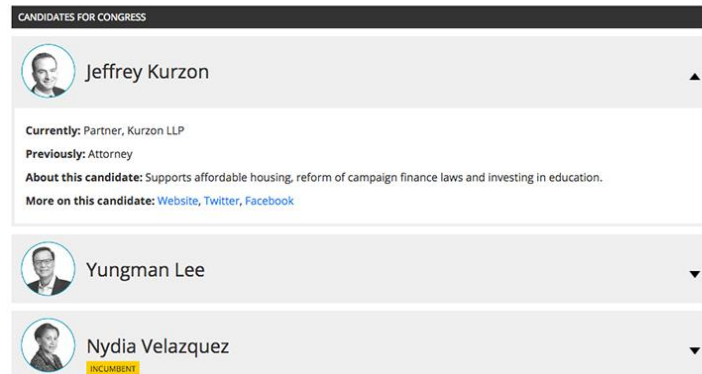 CANDIDATES FOR CONGRESS
Jeffrey Kurzon
Currently: Partner, Kurzon LLP
Previously: Attorney
About this candidate: Supports affordable housing, reform of campaign finance laws and investing in education.
More on this candidate: Website, Twitter, Facebook
Yungman Lee
Nydia Velazquez
INCUMBENT